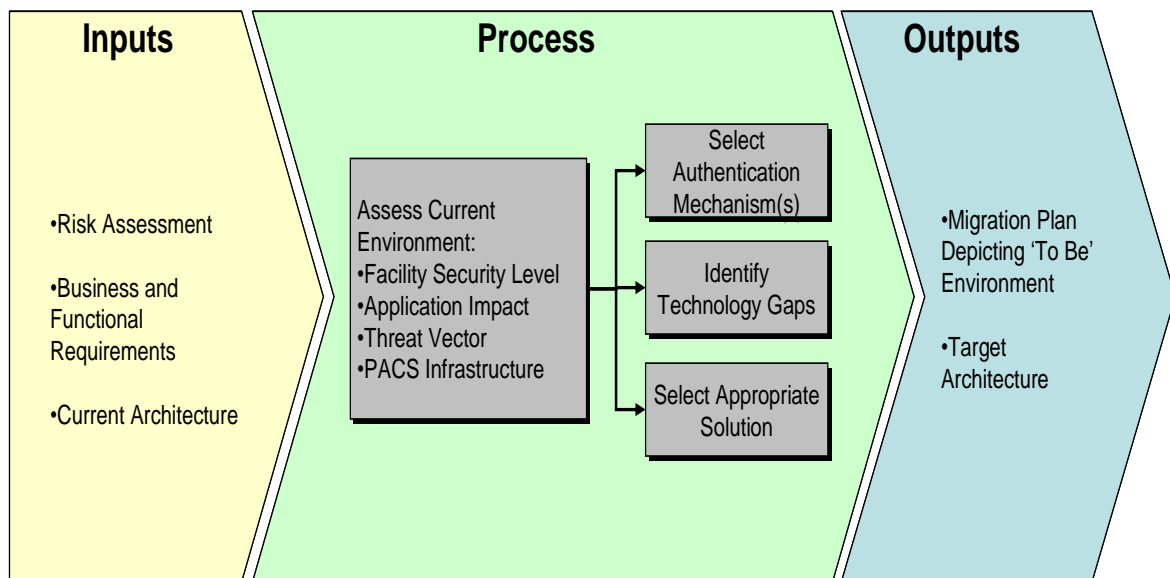 Inputs
•Risk Assessment
•Business and
Functional
Requirements
•Current Architecture
Process
Assess Current
Environment:
•Facility Security Level
•Application Impact
•Threat Vector
•PACS Infrastructure
Select
Authentication
Mechanism(s)
Identify
Technology Gaps
Select Appropriate
Solution
Outputs
•Migration Plan
Depicting ‘To Be’
Environment
•Target
Architecture